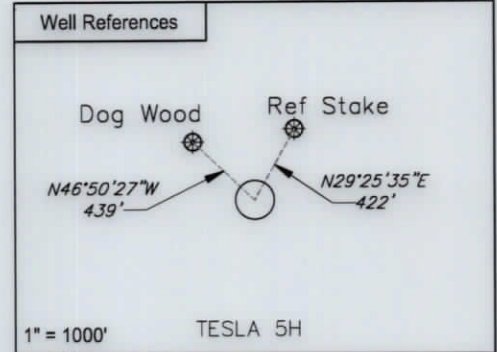 Well References
Dog Wood
Ref Stake
N46°50'27"W
439'
N29°25'35"E
422'
1" = 1000'
TESLA 5H